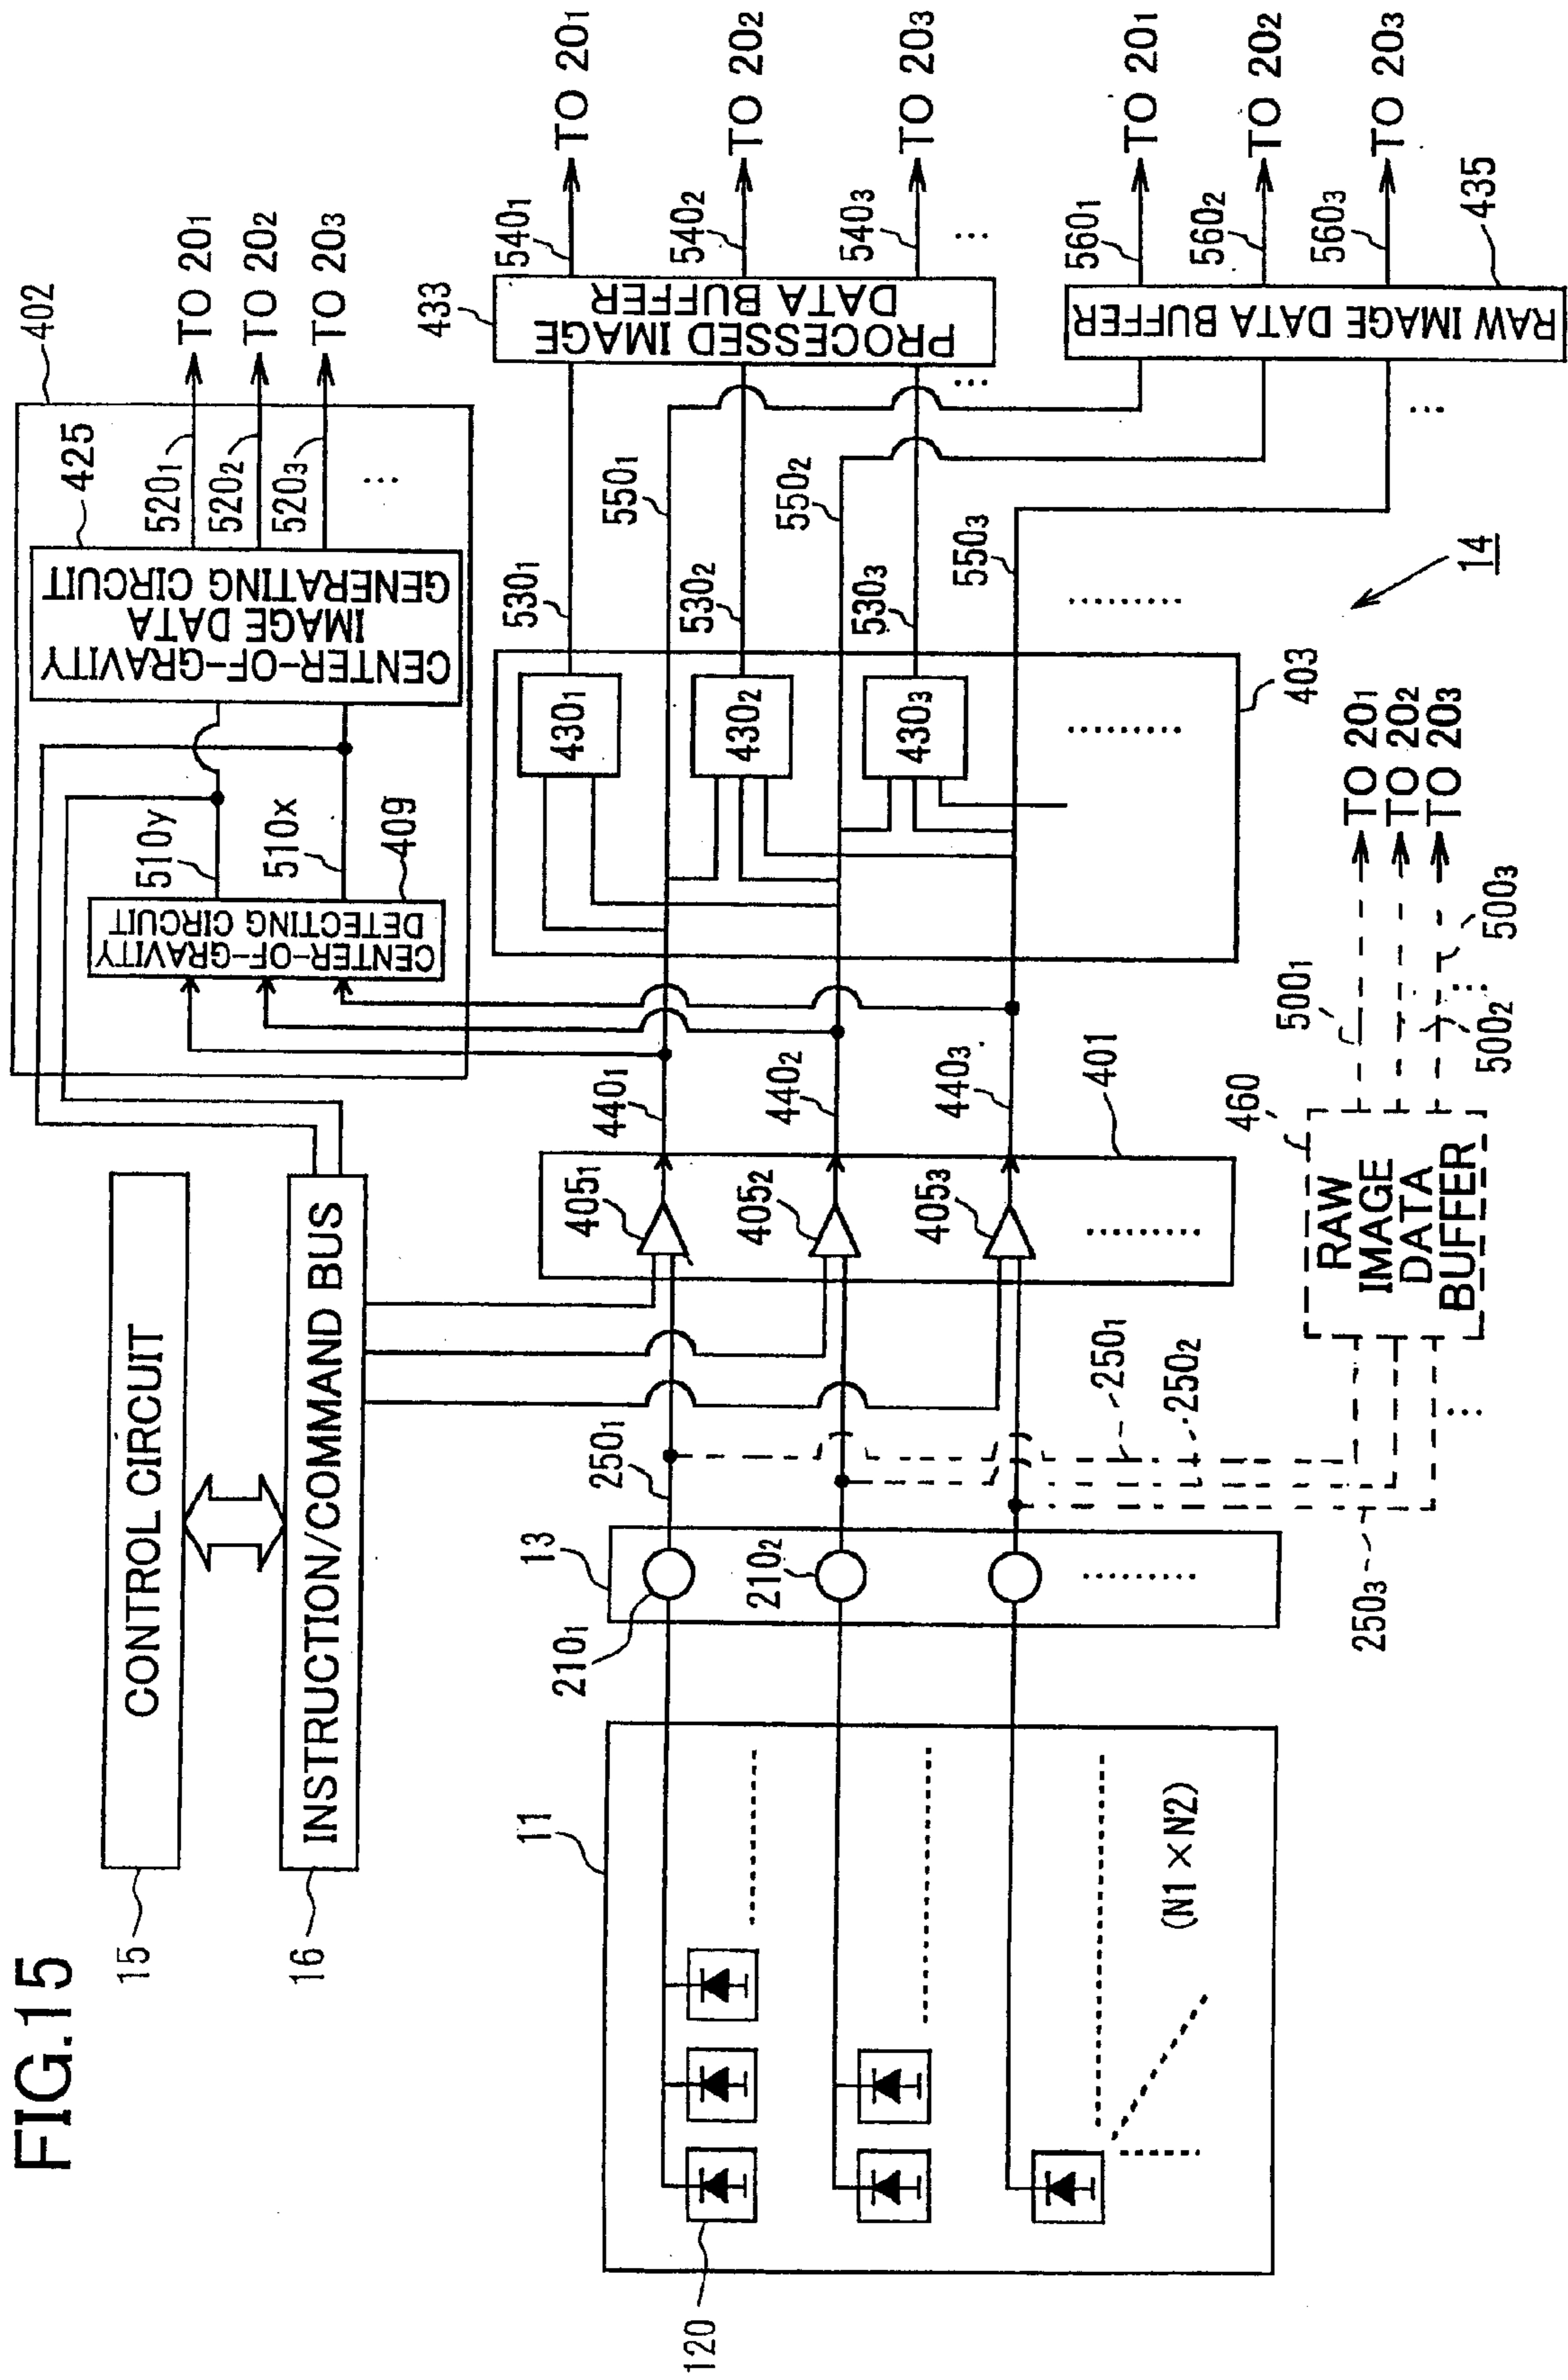 FIG.15
15
CONTROL CIRCUIT
16
INSTRUCTION/COMMAND BUS
402
CENTER-OF-GRAVITY
DETECTING CIRCUIT
409
510y
510x
CENTER-OF-GRAVITY
IMAGE DATA
GENERATING CIRCUIT
425
520₁
520₂
520₃
TO 20₁
TO 20₂
TO 20₃
11
120
(N1×N2)
13
210₁
210₂
250₁
250₁
250₂
250₃
401
405₁
405₂
405₃
440₁
440₂
440₃
403
430₁
430₂
430₃
530₁
530₂
530₃
550₁
550₂
550₃
433
PROCESSED IMAGE
DATA BUFFER
540₁
540₂
540₃
TO 20₁
TO 20₂
TO 20₃
RAW IMAGE DATA BUFFER
435
560₁
560₂
560₃
TO 20₁
TO 20₂
TO 20₃
14
460
RAW
IMAGE
DATA
BUFFER
500₁
500₂
500₃
TO 20₁
TO 20₂
TO 20₃